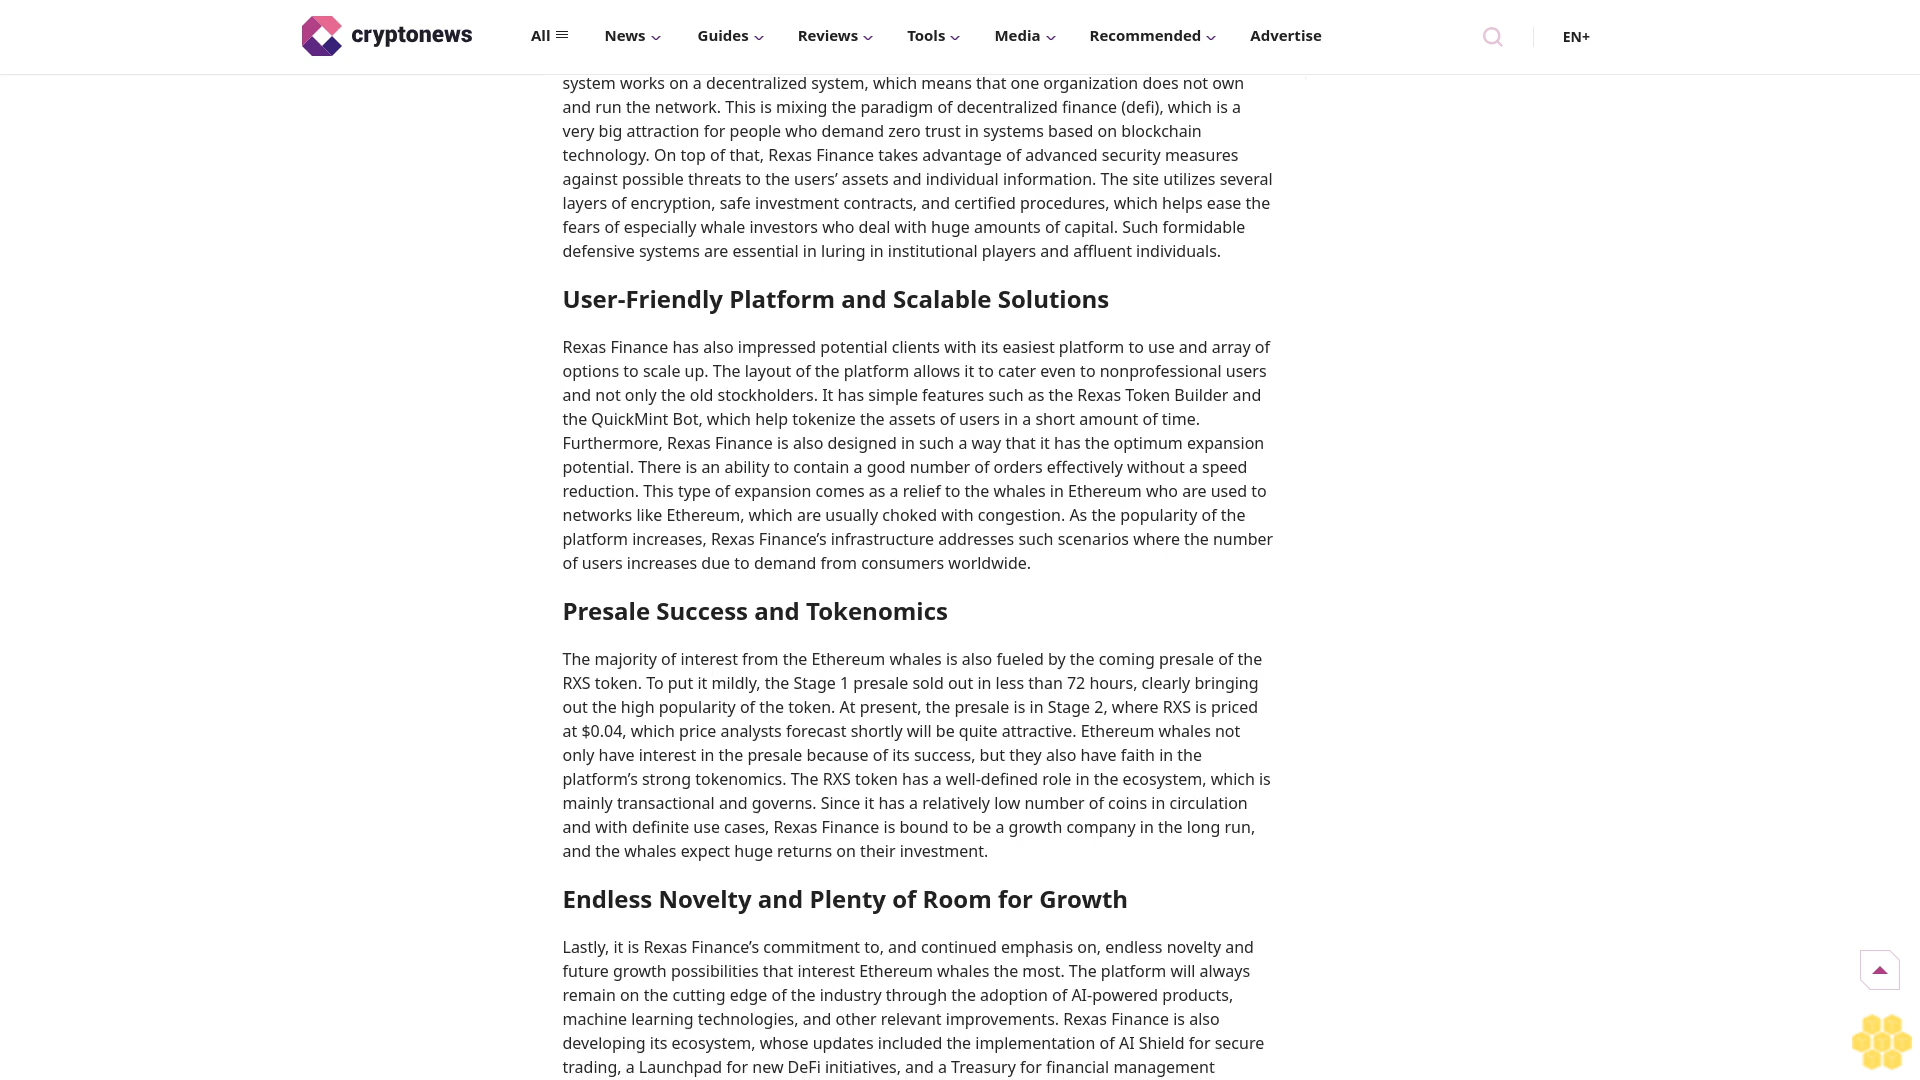 cryptonews
All
News
Guides
Reviews
Tools
Media
Recommended
Advertise
EN+
system works on a decentralized system, which means that one organization does not own
and run the network. This is mixing the paradigm of decentralized finance (defi), which is a
very big attraction for people who demand zero trust in systems based on blockchain
technology. On top of that, Rexas Finance takes advantage of advanced security measures
against possible threats to the users’ assets and individual information. The site utilizes several
layers of encryption, safe investment contracts, and certified procedures, which helps ease the
fears of especially whale investors who deal with huge amounts of capital. Such formidable
defensive systems are essential in luring in institutional players and affluent individuals.
User-Friendly Platform and Scalable Solutions
Rexas Finance has also impressed potential clients with its easiest platform to use and array of
options to scale up. The layout of the platform allows it to cater even to nonprofessional users
and not only the old stockholders. It has simple features such as the Rexas Token Builder and
the QuickMint Bot, which help tokenize the assets of users in a short amount of time.
Furthermore, Rexas Finance is also designed in such a way that it has the optimum expansion
potential. There is an ability to contain a good number of orders effectively without a speed
reduction. This type of expansion comes as a relief to the whales in Ethereum who are used to
networks like Ethereum, which are usually choked with congestion. As the popularity of the
platform increases, Rexas Finance’s infrastructure addresses such scenarios where the number
of users increases due to demand from consumers worldwide.
Presale Success and Tokenomics
The majority of interest from the Ethereum whales is also fueled by the coming presale of the
RXS token. To put it mildly, the Stage 1 presale sold out in less than 72 hours, clearly bringing
out the high popularity of the token. At present, the presale is in Stage 2, where RXS is priced
at $0.04, which price analysts forecast shortly will be quite attractive. Ethereum whales not
only have interest in the presale because of its success, but they also have faith in the
platform’s strong tokenomics. The RXS token has a well-defined role in the ecosystem, which is
mainly transactional and governs. Since it has a relatively low number of coins in circulation
and with definite use cases, Rexas Finance is bound to be a growth company in the long run,
and the whales expect huge returns on their investment.
Endless Novelty and Plenty of Room for Growth
Lastly, it is Rexas Finance’s commitment to, and continued emphasis on, endless novelty and
future growth possibilities that interest Ethereum whales the most. The platform will always
remain on the cutting edge of the industry through the adoption of AI-powered products,
machine learning technologies, and other relevant improvements. Rexas Finance is also
developing its ecosystem, whose updates included the implementation of AI Shield for secure
trading, a Launchpad for new DeFi initiatives, and a Treasury for financial management